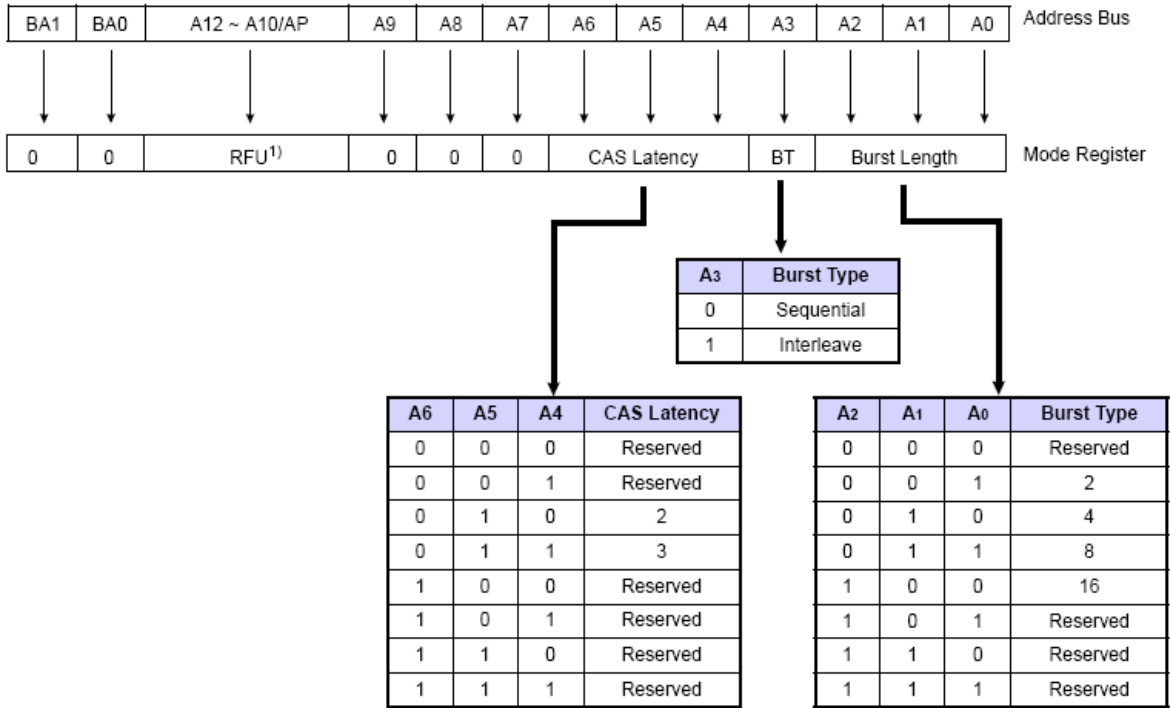 BA1 BA0 A12 ~ A10/AP A9 A8 A7 A6 A5 A4 A3 A2 A1 A0 Address Bus
0 0 RFU1) 0 0 0 CAS Latency BT Burst Length Mode Register
A3 Burst Type
0 Sequential
1 Interleave
A6 A5 A4 CAS Latency
0 0 0 Reserved
0 0 1 Reserved
0 1 0 2
0 1 1 3
1 0 0 Reserved
1 0 1 Reserved
1 1 0 Reserved
1 1 1 Reserved
A2 A1 A0 Burst Type
0 0 0 Reserved
0 0 1 2
0 1 0 4
0 1 1 8
1 0 0 16
1 0 1 Reserved
1 1 0 Reserved
1 1 1 Reserved